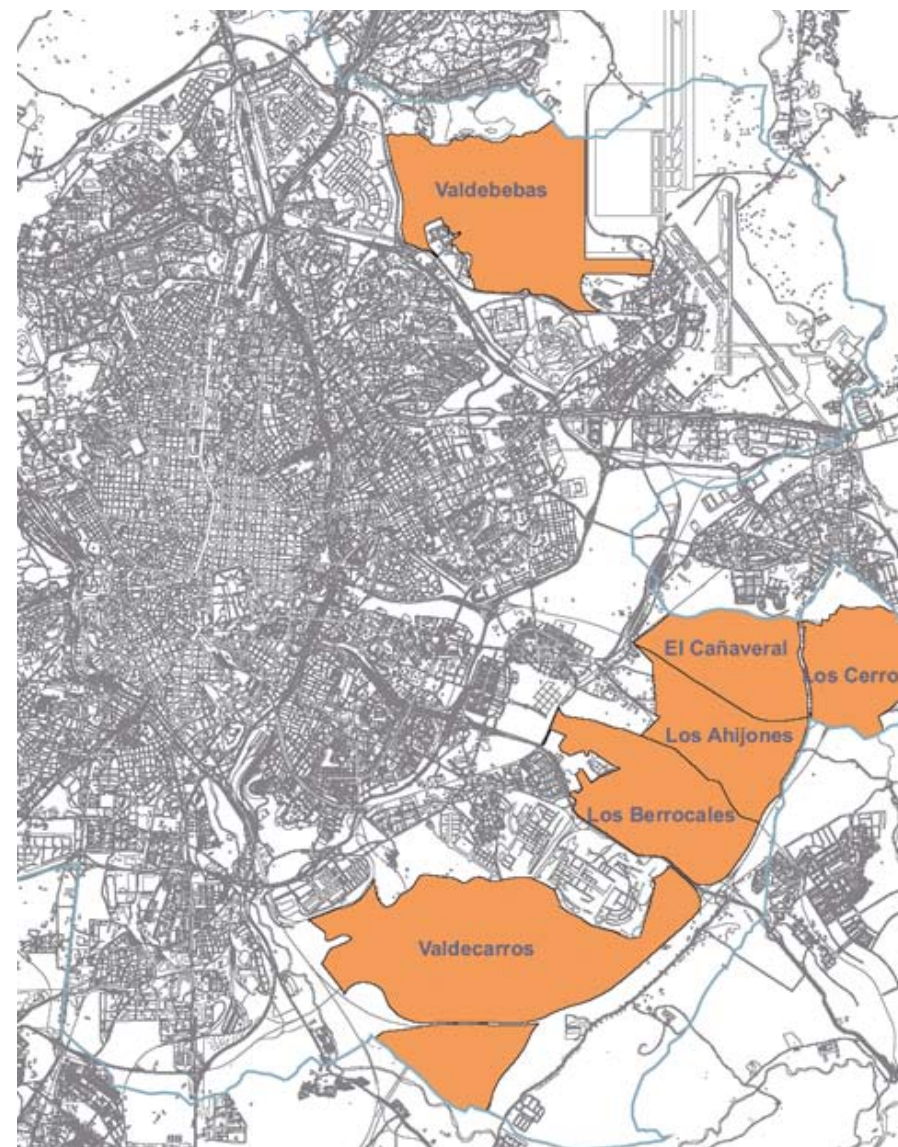 Valdebebas
El Cañaveral
Los Cerro
Los Ahijones
Los Berrocales
Valdecarros